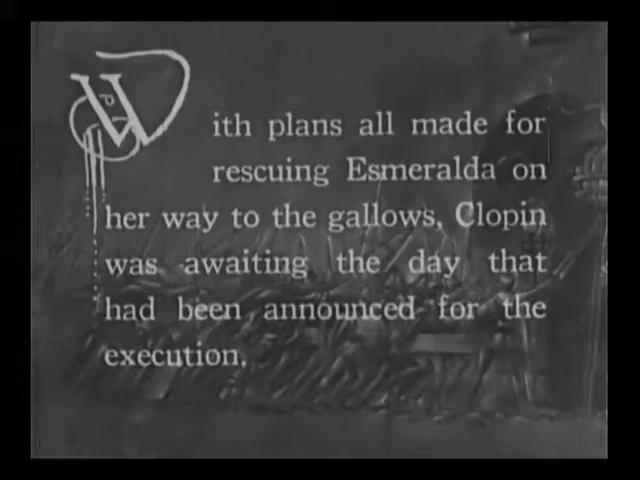 With plans all made for
rescuing Esmeralda on
her way to the gallows, Clopin
was awaiting the day that
had been announced for the
execution.